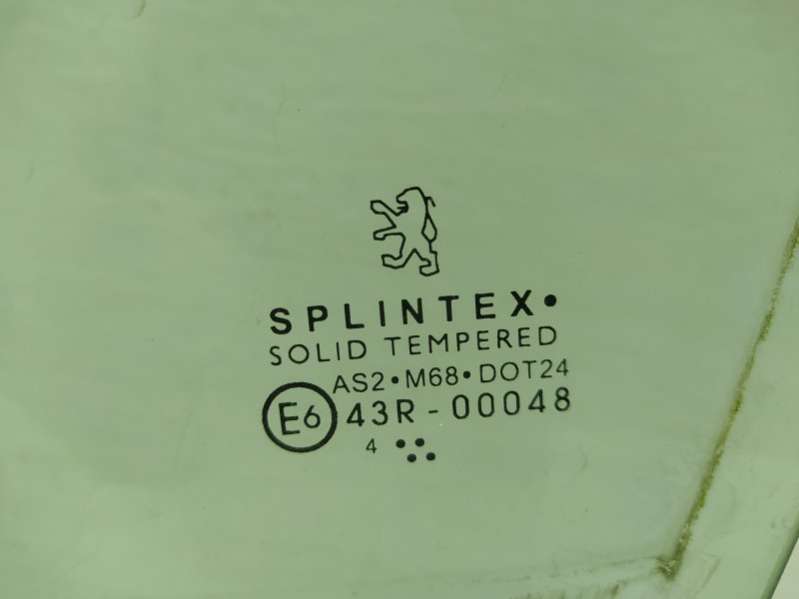 SPLINTEX•
SOLID TEMPERED
AS2•M68•DOT24
E6 43R-00048
4